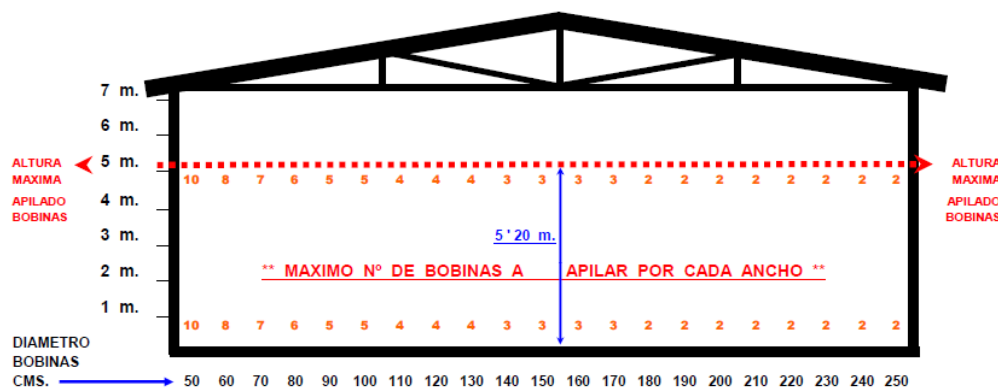 7 m.
6 m.
5 m.
4 m.
3 m.
2 m.
1 m.
ALTURA
MAXIMA
APILADO
BOBINAS
ALTURA
MAXIMA
APILADO
BOBINAS
10 8 7 6 5 5 4 4 4 3 3 3 3 2 2 2 2 2 2 2 2
5 ' 20 m.
** MAXIMO Nº DE BOBINAS A APILAR POR CADA ANCHO **
10 8 7 6 5 5 4 4 4 3 3 3 3 2 2 2 2 2 2 2 2
DIAMETRO
BOBINAS
CMS. 50 60 70 80 90 100 110 120 130 140 150 160 170 180 190 200 210 220 230 240 250